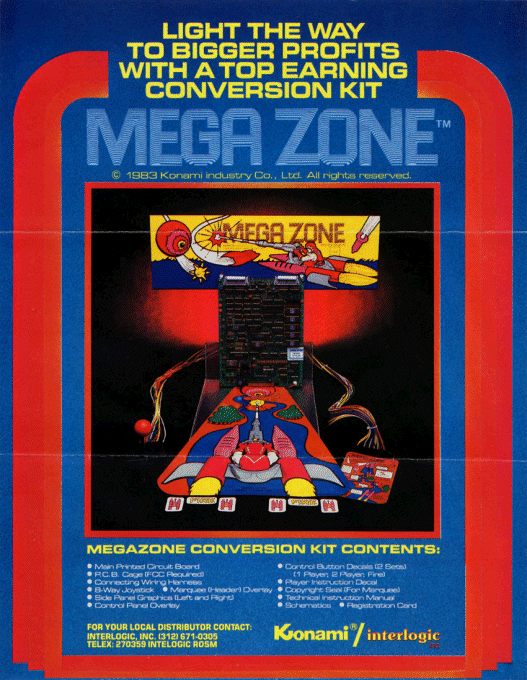 LIGHT THE WAY
TO BIGGER PROFITS
WITH A TOP EARNING
CONVERSION KIT
MEGA ZONE™
© 1983 Konami Industry Co., Ltd. All rights reserved.
MEGA ZONE
MEGAZONE CONVERSION KIT CONTENTS:
● Main Printed Circuit Board
● P.C.B. Cage (FCC Required)
● Connecting Wiring Harness
● 8-Way Joystick ● Marquee (Header) Overlay
● Side Panel Graphics (Left and Right)
● Control Panel Overlay
● Control Button Decals (2 Sets)
(1 Player, 2 Player, Fire)
● Player Instruction Decal
● Copyright Seal (For Marquee)
● Technical Instruction Manual
● Schematics ● Registration Card
FOR YOUR LOCAL DISTRIBUTOR CONTACT:
INTERLOGIC, INC. (312) 671-0305
TELEX: 270359 INTELOGIC ROSM
Konami®/interlogic